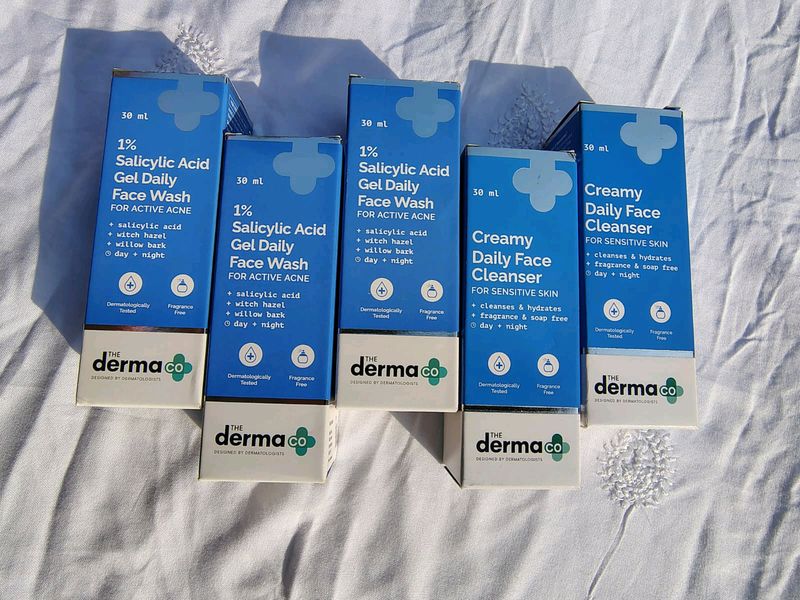 30 ml
1%
Salicylic Acid
Gel Daily
Face Wash
FOR ACTIVE ACNE
+ salicylic acid
+ witch hazel
+ willow bark
day + night
Dermatologically
Tested
Fragrance
Free
THE
derma co
DESIGNED BY DERMATOLOGISTS
30 ml
1%
Salicylic Acid
Gel Daily
Face Wash
FOR ACTIVE ACNE
+ salicylic acid
+ witch hazel
+ willow bark
day + night
Dermatologically
Tested
Fragrance
Free
THE
derma co
DESIGNED BY DERMATOLOGISTS
30 ml
1%
Salicylic Acid
Gel Daily
Face Wash
FOR ACTIVE ACNE
+ salicylic acid
+ witch hazel
+ willow bark
day + night
Dermatologically
Tested
Fragrance
Free
THE
derma co
DESIGNED BY DERMATOLOGISTS
30 ml
Creamy
Daily Face
Cleanser
FOR SENSITIVE SKIN
+ cleanses & hydrates
+ fragrance & soap free
day + night
Dermatologically
Tested
Fragrance
Free
THE
derma co
DESIGNED BY DERMATOLOGISTS
30 ml
Creamy
Daily Face
Cleanser
FOR SENSITIVE SKIN
+ cleanses & hydrates
+ fragrance & soap free
day + night
Dermatologically
Tested
Fragrance
Free
THE
derma co
DESIGNED BY DERMATOLOGISTS